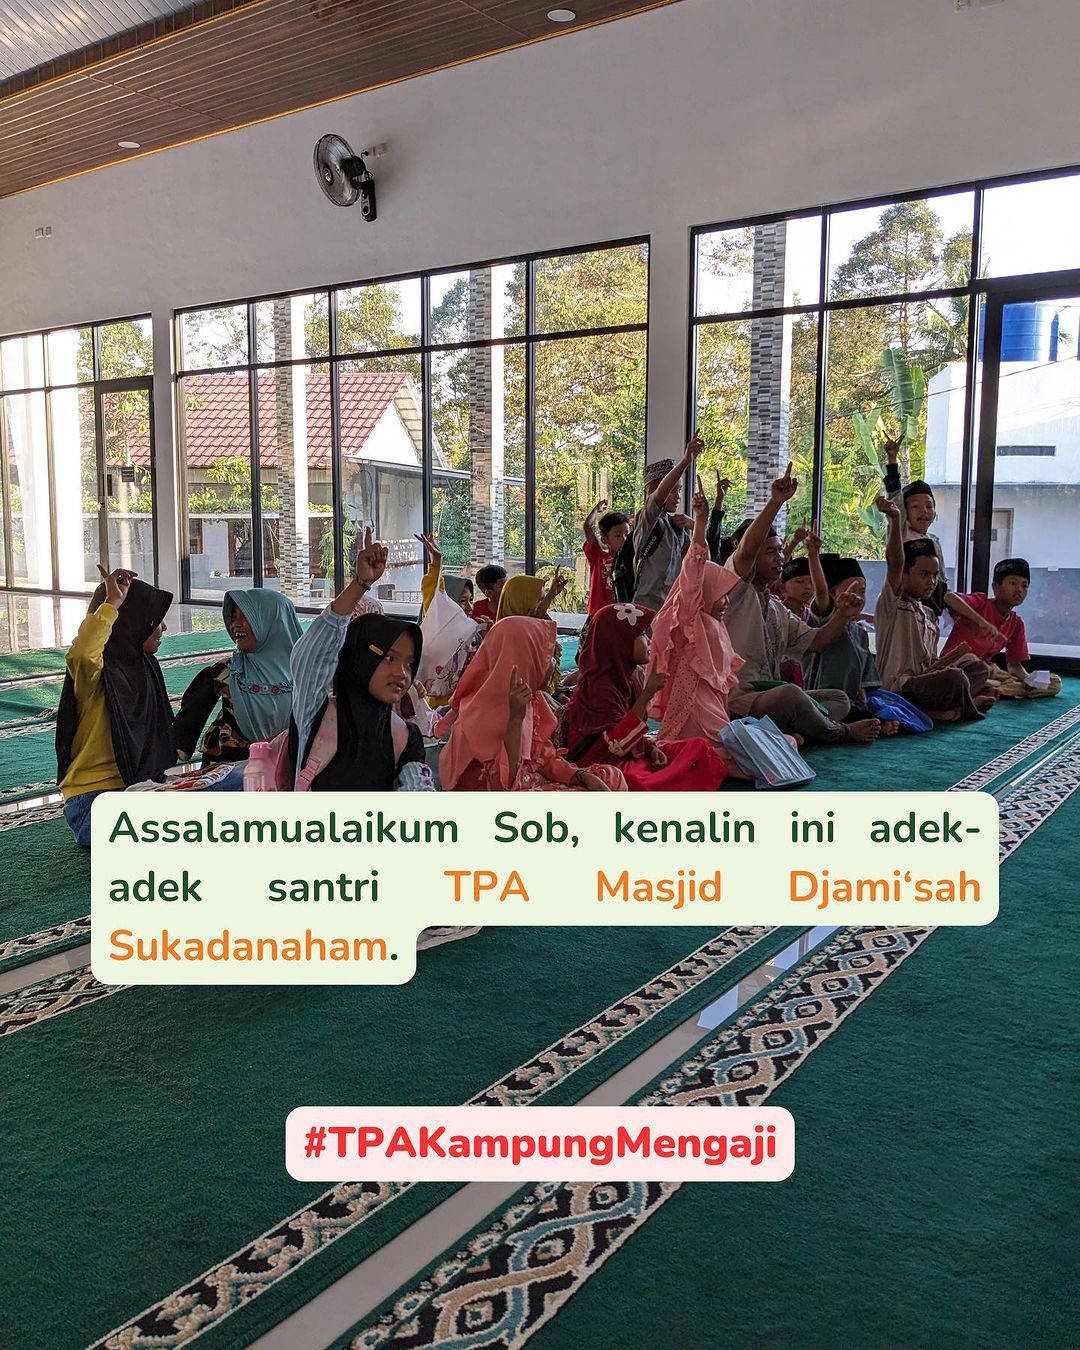 Assalamualaikum Sob, kenalin ini adek-
adek santri TPA Masjid Djami‘sah
Sukadanaham.
#TPAKampungMengaji